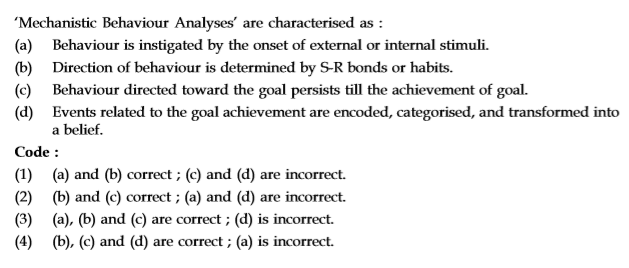 'Mechanistic Behaviour Analyses' are characterised as :
(a) Behaviour is instigated by the onset of external or internal stimuli.
(b) Direction of behaviour is determined by S-R bonds or habits.
(c) Behaviour directed toward the goal persists till the achievement of goal.
(d) Events related to the goal achievement are encoded, categorised, and transformed into
a belief.
Code :
(1) (a) and (b) correct ; (c) and (d) are incorrect.
(2) (b) and (c) correct ; (a) and (d) are incorrect.
(3) (a), (b) and (c) are correct ; (d) is incorrect.
(4) (b), (c) and (d) are correct ; (a) is incorrect.